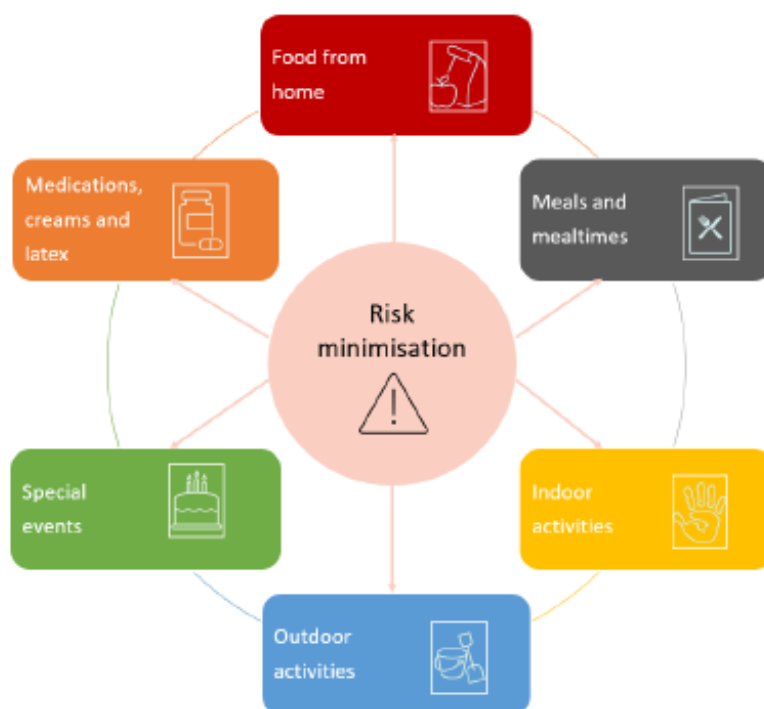 Food from
home
Medications,
creams and
latex
Meals and
mealtimes
Risk
minimisation
Special
events
Indoor
activities
Outdoor
activities